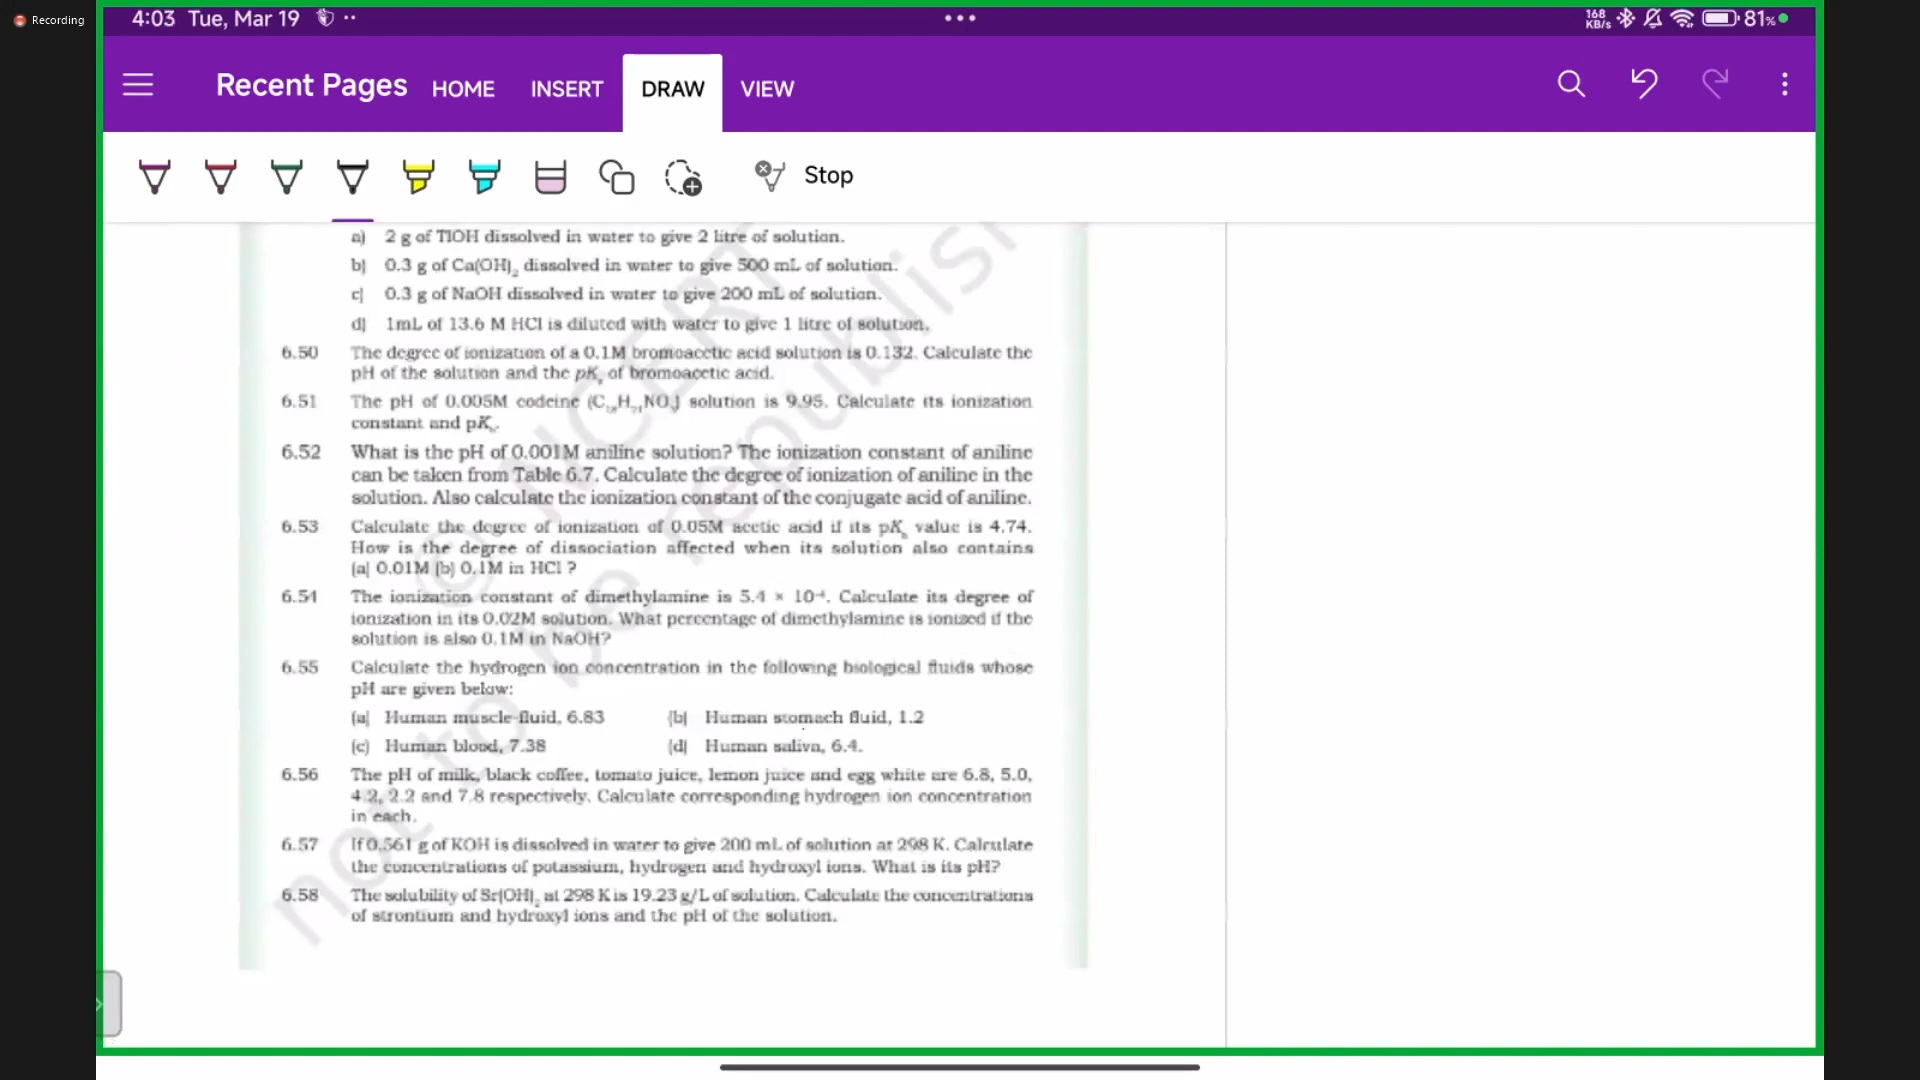 Recording
4:03 Tue, Mar 19
168 KB/s 81%
Recent Pages HOME INSERT DRAW VIEW
Stop
a) 2 g of TlOH dissolved in water to give 2 litre of solution.
b) 0.3 g of Ca(OH)₂ dissolved in water to give 500 mL of solution.
c) 0.3 g of NaOH dissolved in water to give 200 mL of solution.
d) 1mL of 13.6 M HCl is diluted with water to give 1 litre of solution.
6.50 The degree of ionization of a 0.1M bromoacetic acid solution is 0.132. Calculate the
pH of the solution and the pKₐ of bromoacetic acid.
6.51 The pH of 0.005M codeine (C₁₈H₂₁NO₃) solution is 9.95. Calculate its ionization
constant and pK_b.
6.52 What is the pH of 0.001M aniline solution? The ionization constant of aniline
can be taken from Table 6.7. Calculate the degree of ionization of aniline in the
solution. Also calculate the ionization constant of the conjugate acid of aniline.
6.53 Calculate the degree of ionization of 0.05M acetic acid if its pKₐ value is 4.74.
How is the degree of dissociation affected when its solution also contains
(a) 0.01M (b) 0.1M in HCl ?
6.54 The ionization constant of dimethylamine is 5.4 × 10⁻⁴. Calculate its degree of
ionization in its 0.02M solution. What percentage of dimethylamine is ionized if the
solution is also 0.1M in NaOH?
6.55 Calculate the hydrogen ion concentration in the following biological fluids whose
pH are given below:
(a) Human muscle-fluid, 6.83 (b) Human stomach fluid, 1.2
(c) Human blood, 7.38 (d) Human saliva, 6.4.
6.56 The pH of milk, black coffee, tomato juice, lemon juice and egg white are 6.8, 5.0,
4.2, 2.2 and 7.8 respectively. Calculate corresponding hydrogen ion concentration
in each.
6.57 If 0.561 g of KOH is dissolved in water to give 200 mL of solution at 298 K. Calculate
the concentrations of potassium, hydrogen and hydroxyl ions. What is its pH?
6.58 The solubility of Sr(OH)₂ at 298 K is 19.23 g/L of solution. Calculate the concentrations
of strontium and hydroxyl ions and the pH of the solution.
© NCERT
not to be republish